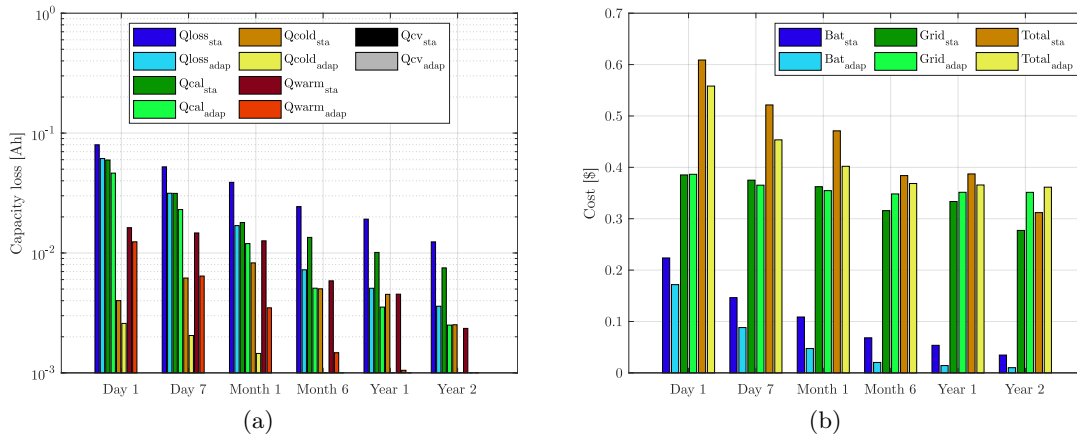 10^0
10^-1
10^-2
10^-3
Capacity loss [Ah]
Qloss_sta
Qloss_adap
Qcal_sta
Qcal_adap
Qcold_sta
Qcold_adap
Qwarm_sta
Qwarm_adap
Qcv_sta
Qcv_adap
Day 1 Day 7 Month 1 Month 6 Year 1 Year 2
(a)
0.7
0.6
0.5
0.4
0.3
0.2
0.1
0
Cost [$]
Bat_sta
Bat_adap
Grid_sta
Grid_adap
Total_sta
Total_adap
Day 1 Day 7 Month 1 Month 6 Year 1 Year 2
(b)